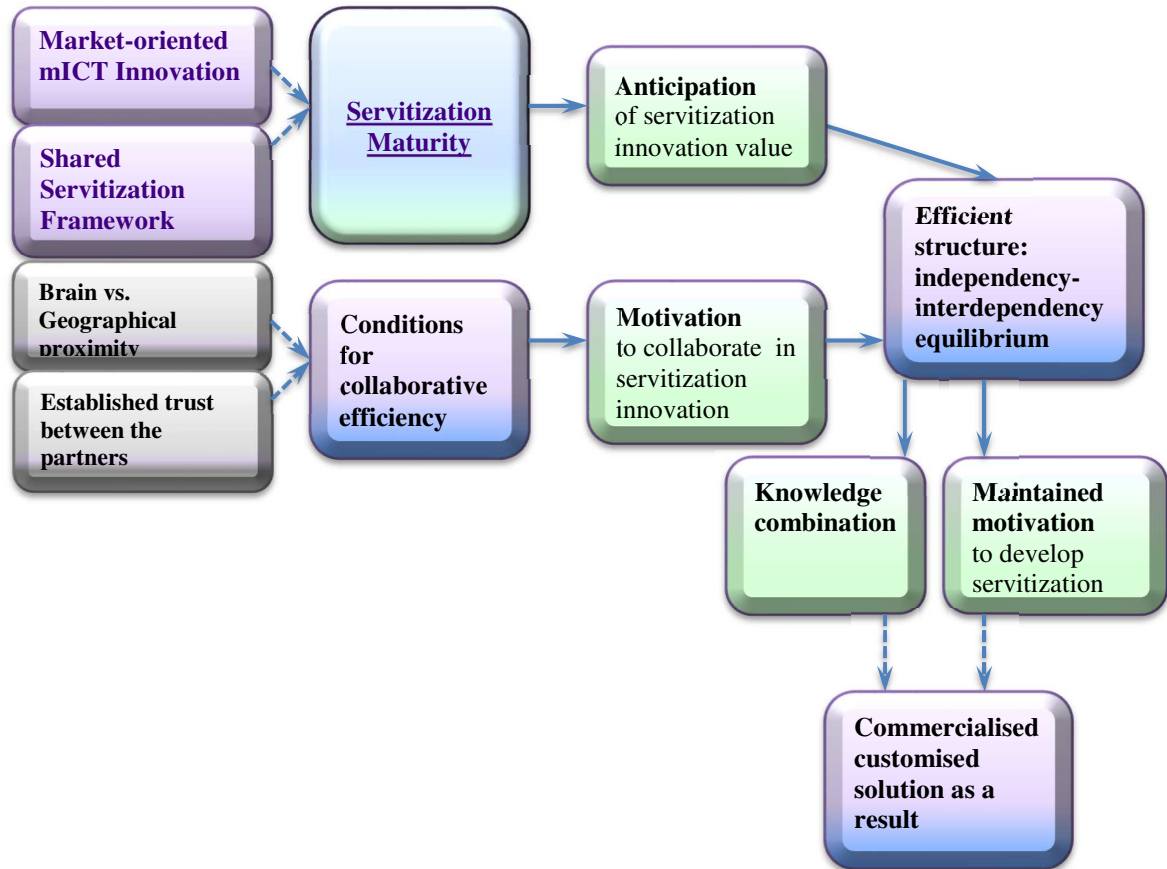 Market-oriented
mICT Innovation
Shared
Servitization
Framework
Servitization
Maturity
Anticipation
of servitization
innovation value
Efficient
structure:
independency-
interdependency
equilibrium
Brain vs.
Geographical
proximity
Established trust
between the
partners
Conditions
for
collaborative
efficiency
Motivation
to collaborate in
servitization
innovation
Knowledge
combination
Maintained
motivation
to develop
servitization
Commercialised
customised
solution as a
result